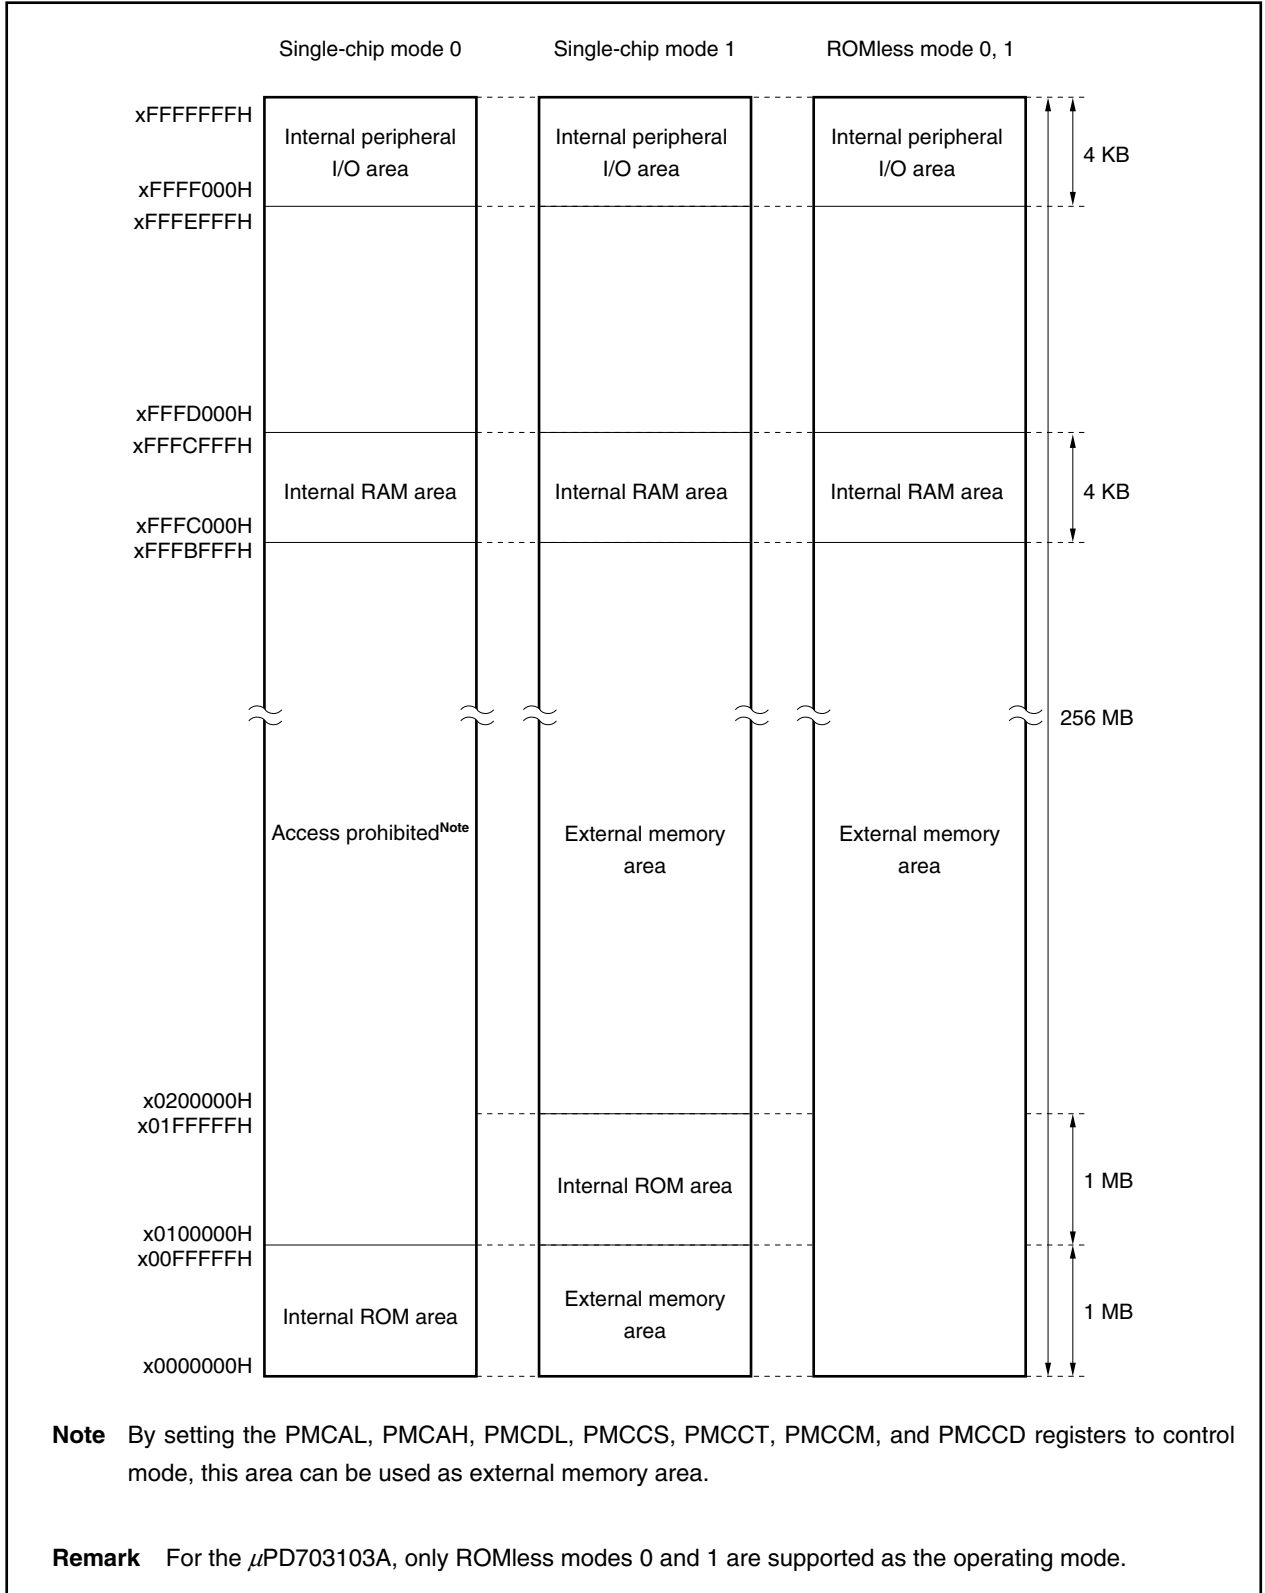 Single-chip mode 0
Single-chip mode 1
ROMless mode 0, 1
xFFFFFFFH
Internal peripheral
I/O area
Internal peripheral
I/O area
Internal peripheral
I/O area
4 KB
xFFFF000H
xFFFEFFFH
xFFFD000H
xFFFCFFFH
Internal RAM area
Internal RAM area
Internal RAM area
4 KB
xFFFC000H
xFFFBFFFH
256 MB
Access prohibitedNote
External memory
area
External memory
area
x0200000H
x01FFFFFH
Internal ROM area
1 MB
x0100000H
x00FFFFFH
Internal ROM area
External memory
area
1 MB
x0000000H
Note By setting the PMCAL, PMCAH, PMCDL, PMCCS, PMCCT, PMCCM, and PMCCD registers to control
mode, this area can be used as external memory area.
Remark For the μPD703103A, only ROMless modes 0 and 1 are supported as the operating mode.